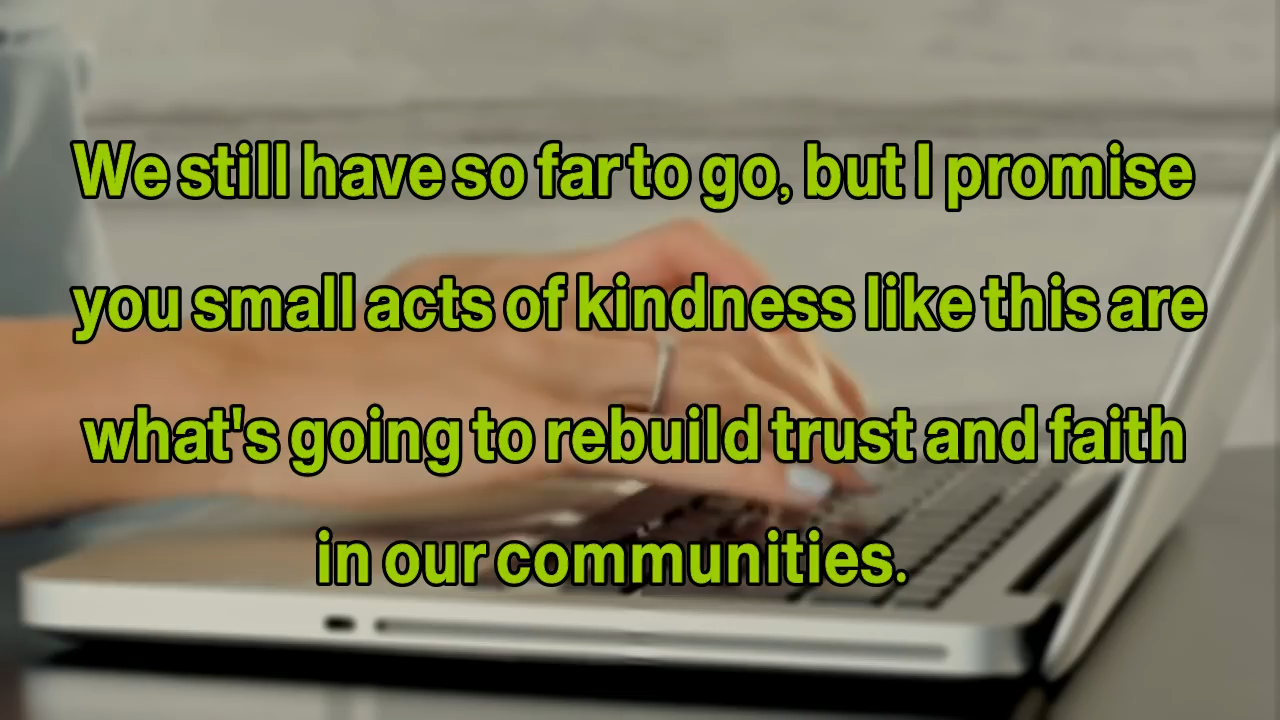 We still have so far to go, but I promise
you small acts of kindness like this are
what's going to rebuild trust and faith
in our communities.